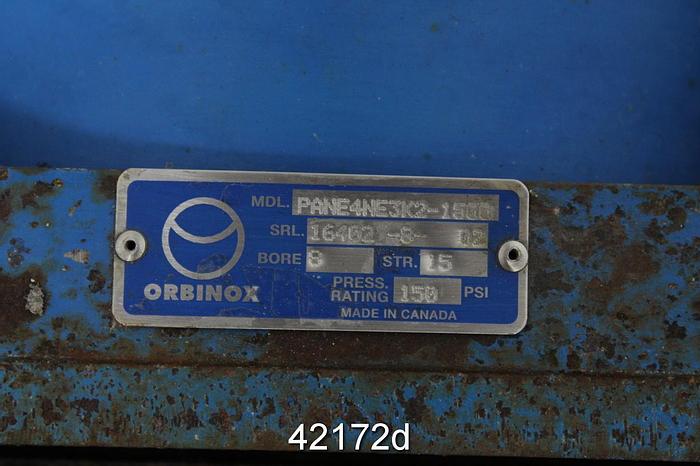 MDL. PANE4NE3K2-1500
SRL. 16462 -8- 02
BORE 8 STR. 15
ORBINOX
PRESS. RATING 150 PSI
MADE IN CANADA
42172d